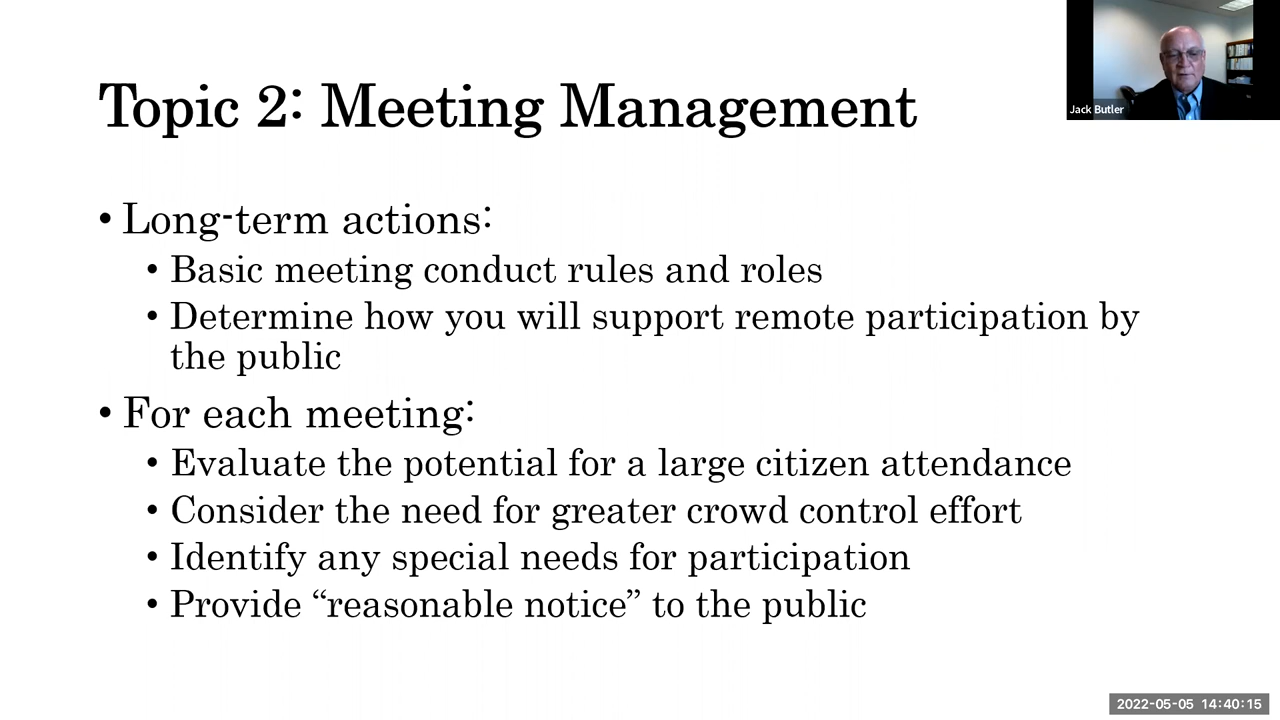 Jack Butler
Topic 2: Meeting Management
• Long-term actions:
• Basic meeting conduct rules and roles
• Determine how you will support remote participation by
the public
• For each meeting:
• Evaluate the potential for a large citizen attendance
• Consider the need for greater crowd control effort
• Identify any special needs for participation
• Provide “reasonable notice” to the public
2022-05-05 14:40:15